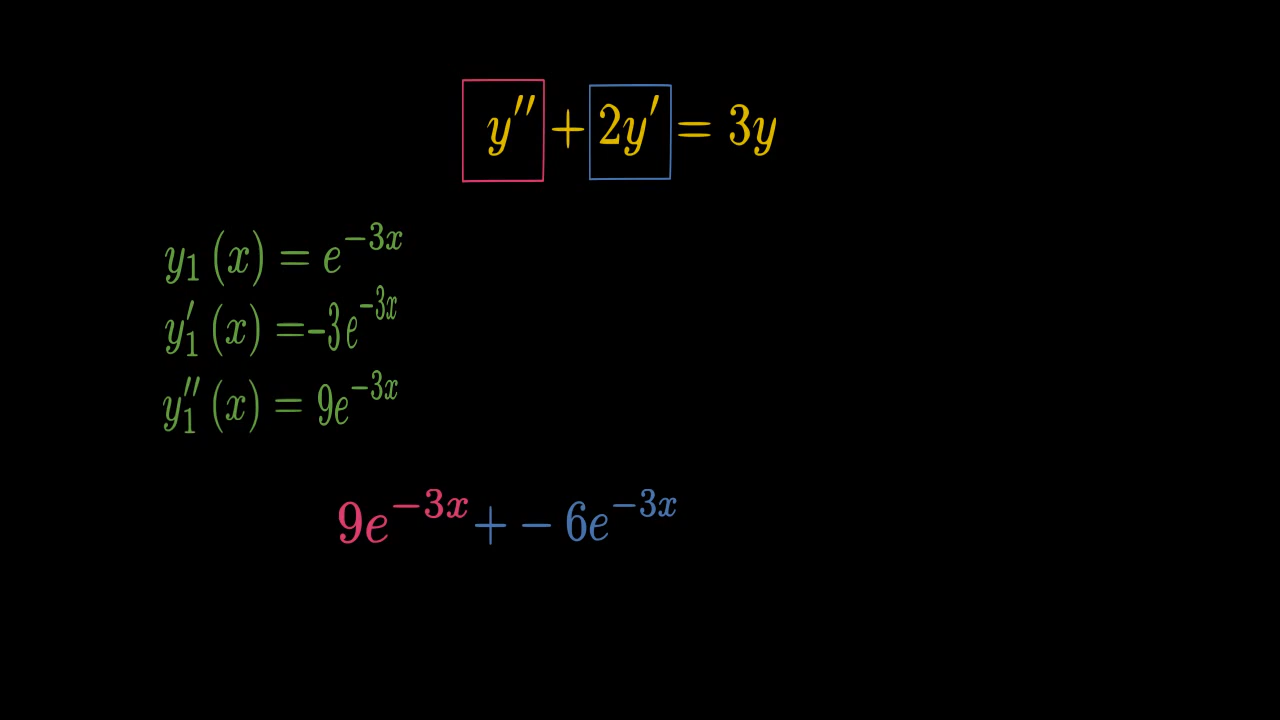 y″ + 2y′ = 3y
y₁(x) = e⁻³ˣ
y₁′(x) = -3e⁻³ˣ
y₁″(x) = 9e⁻³ˣ
9e⁻³ˣ + − 6e⁻³ˣ